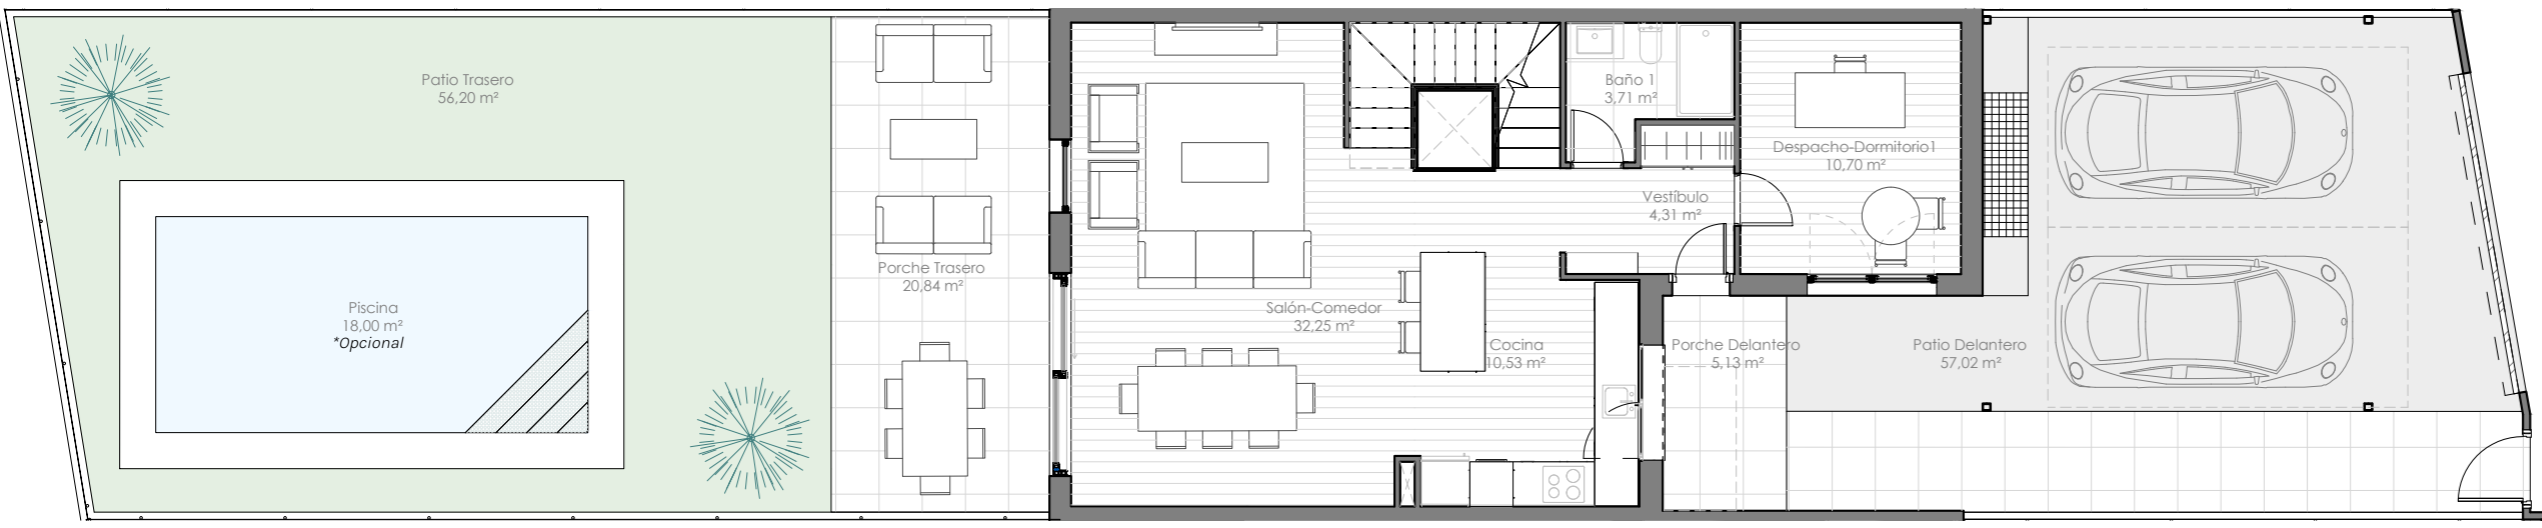 Patio Trasero
56,20 m²
Piscina
18,00 m²
*Opcional
Porche Trasero
20,84 m²
Salón-Comedor
32,25 m²
Cocina
10,53 m²
Baño 1
3,71 m²
Vestíbulo
4,31 m²
Despacho-Dormitorio1
10,70 m²
Porche Delantero
5,13 m²
Patio Delantero
57,02 m²